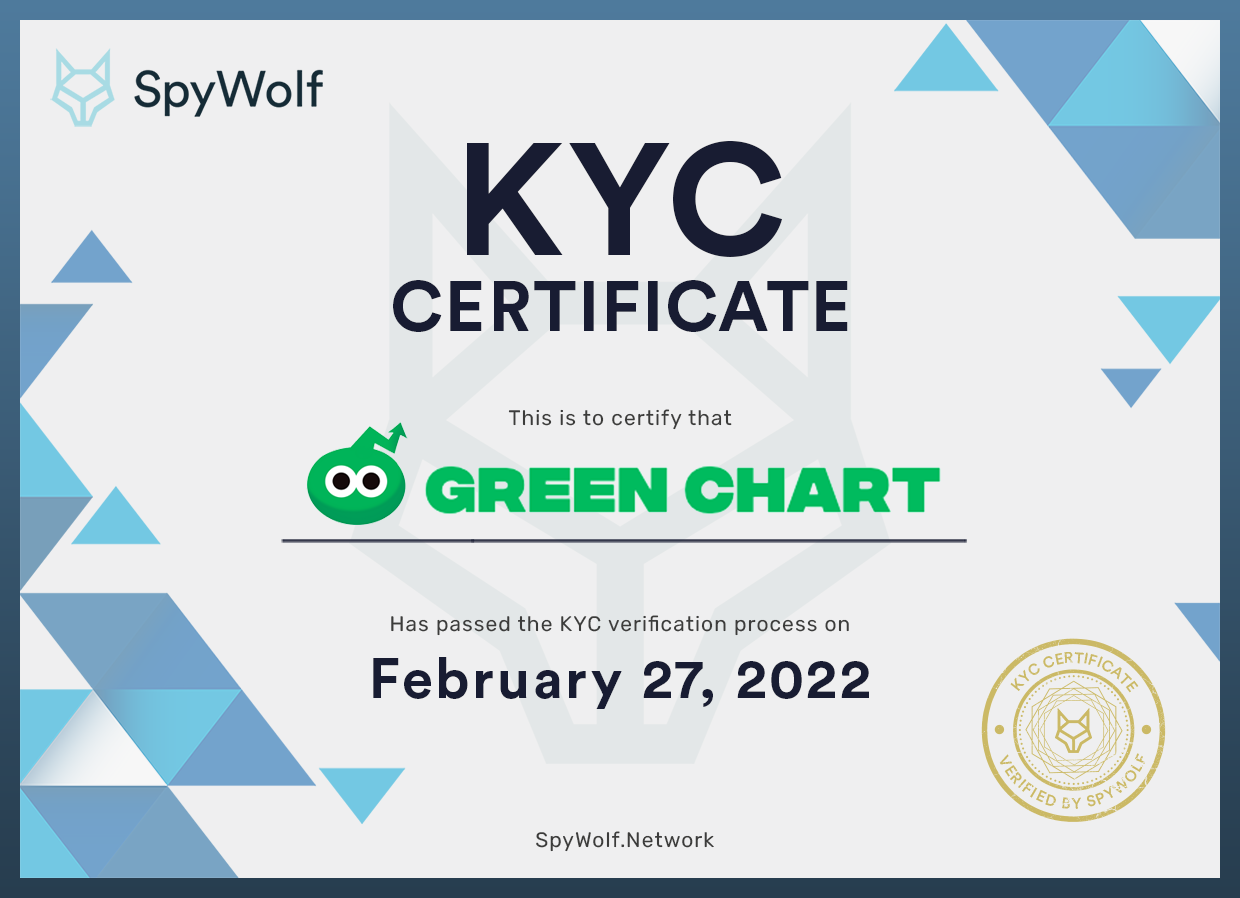 SpyWolf
KYC
CERTIFICATE
This is to certify that
GREEN CHART
Has passed the KYC verification process on
February 27, 2022
KYC CERTIFICATE
VERIFIED BY SPYWOLF
SpyWolf.Network